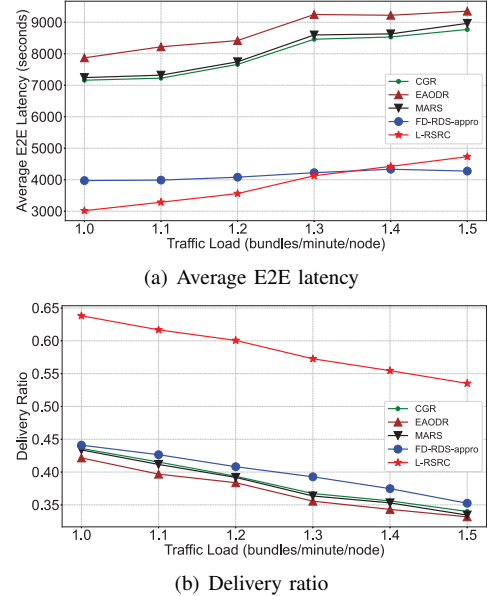 9000
8000
7000
6000
5000
4000
3000
Average E2E Latency (seconds)
CGR
EAODR
MARS
FD-RDS-appro
L-RSRC
1.0 1.1 1.2 1.3 1.4 1.5
Traffic Load (bundles/minute/node)
(a) Average E2E latency
0.65
0.60
0.55
0.50
0.45
0.40
0.35
Delivery Ratio
CGR
EAODR
MARS
FD-RDS-appro
L-RSRC
1.0 1.1 1.2 1.3 1.4 1.5
Traffic Load (bundles/minute/node)
(b) Delivery ratio